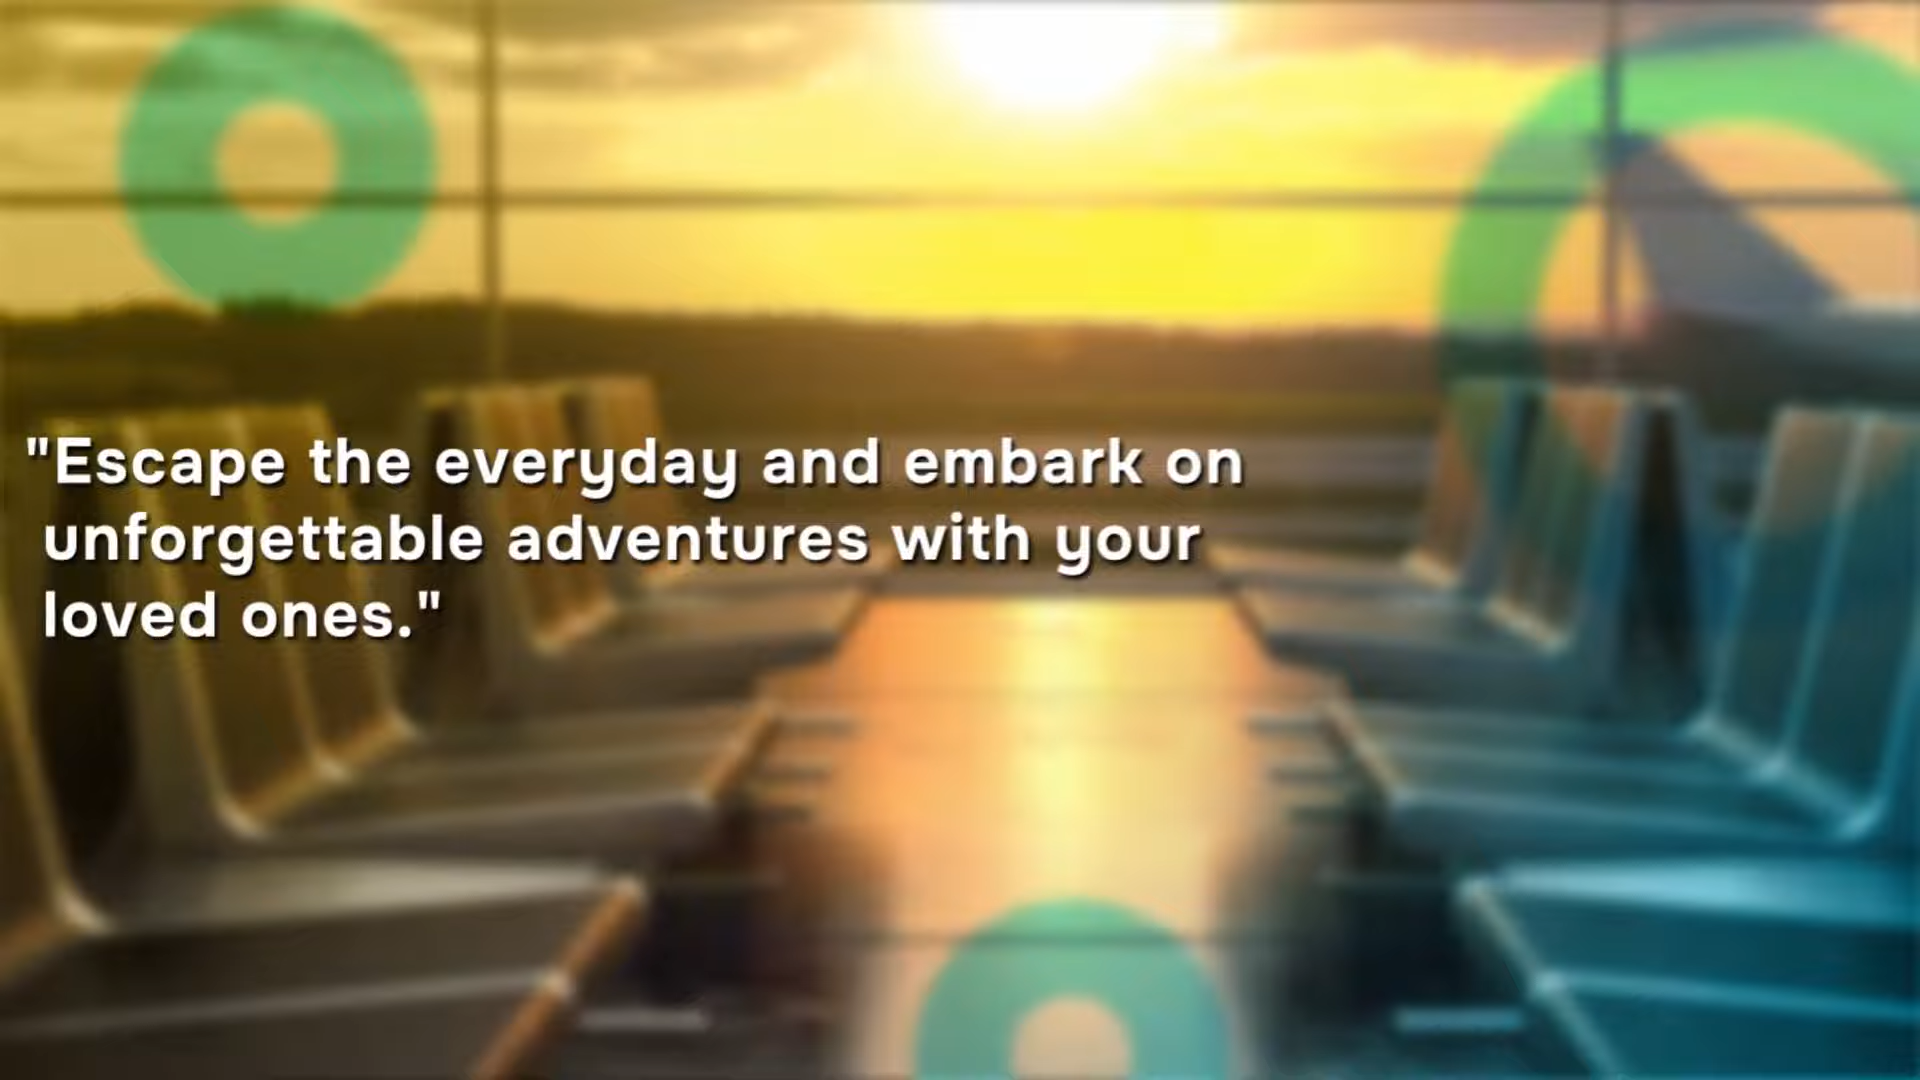 "Escape the everyday and embark on
unforgettable adventures with your
loved ones."